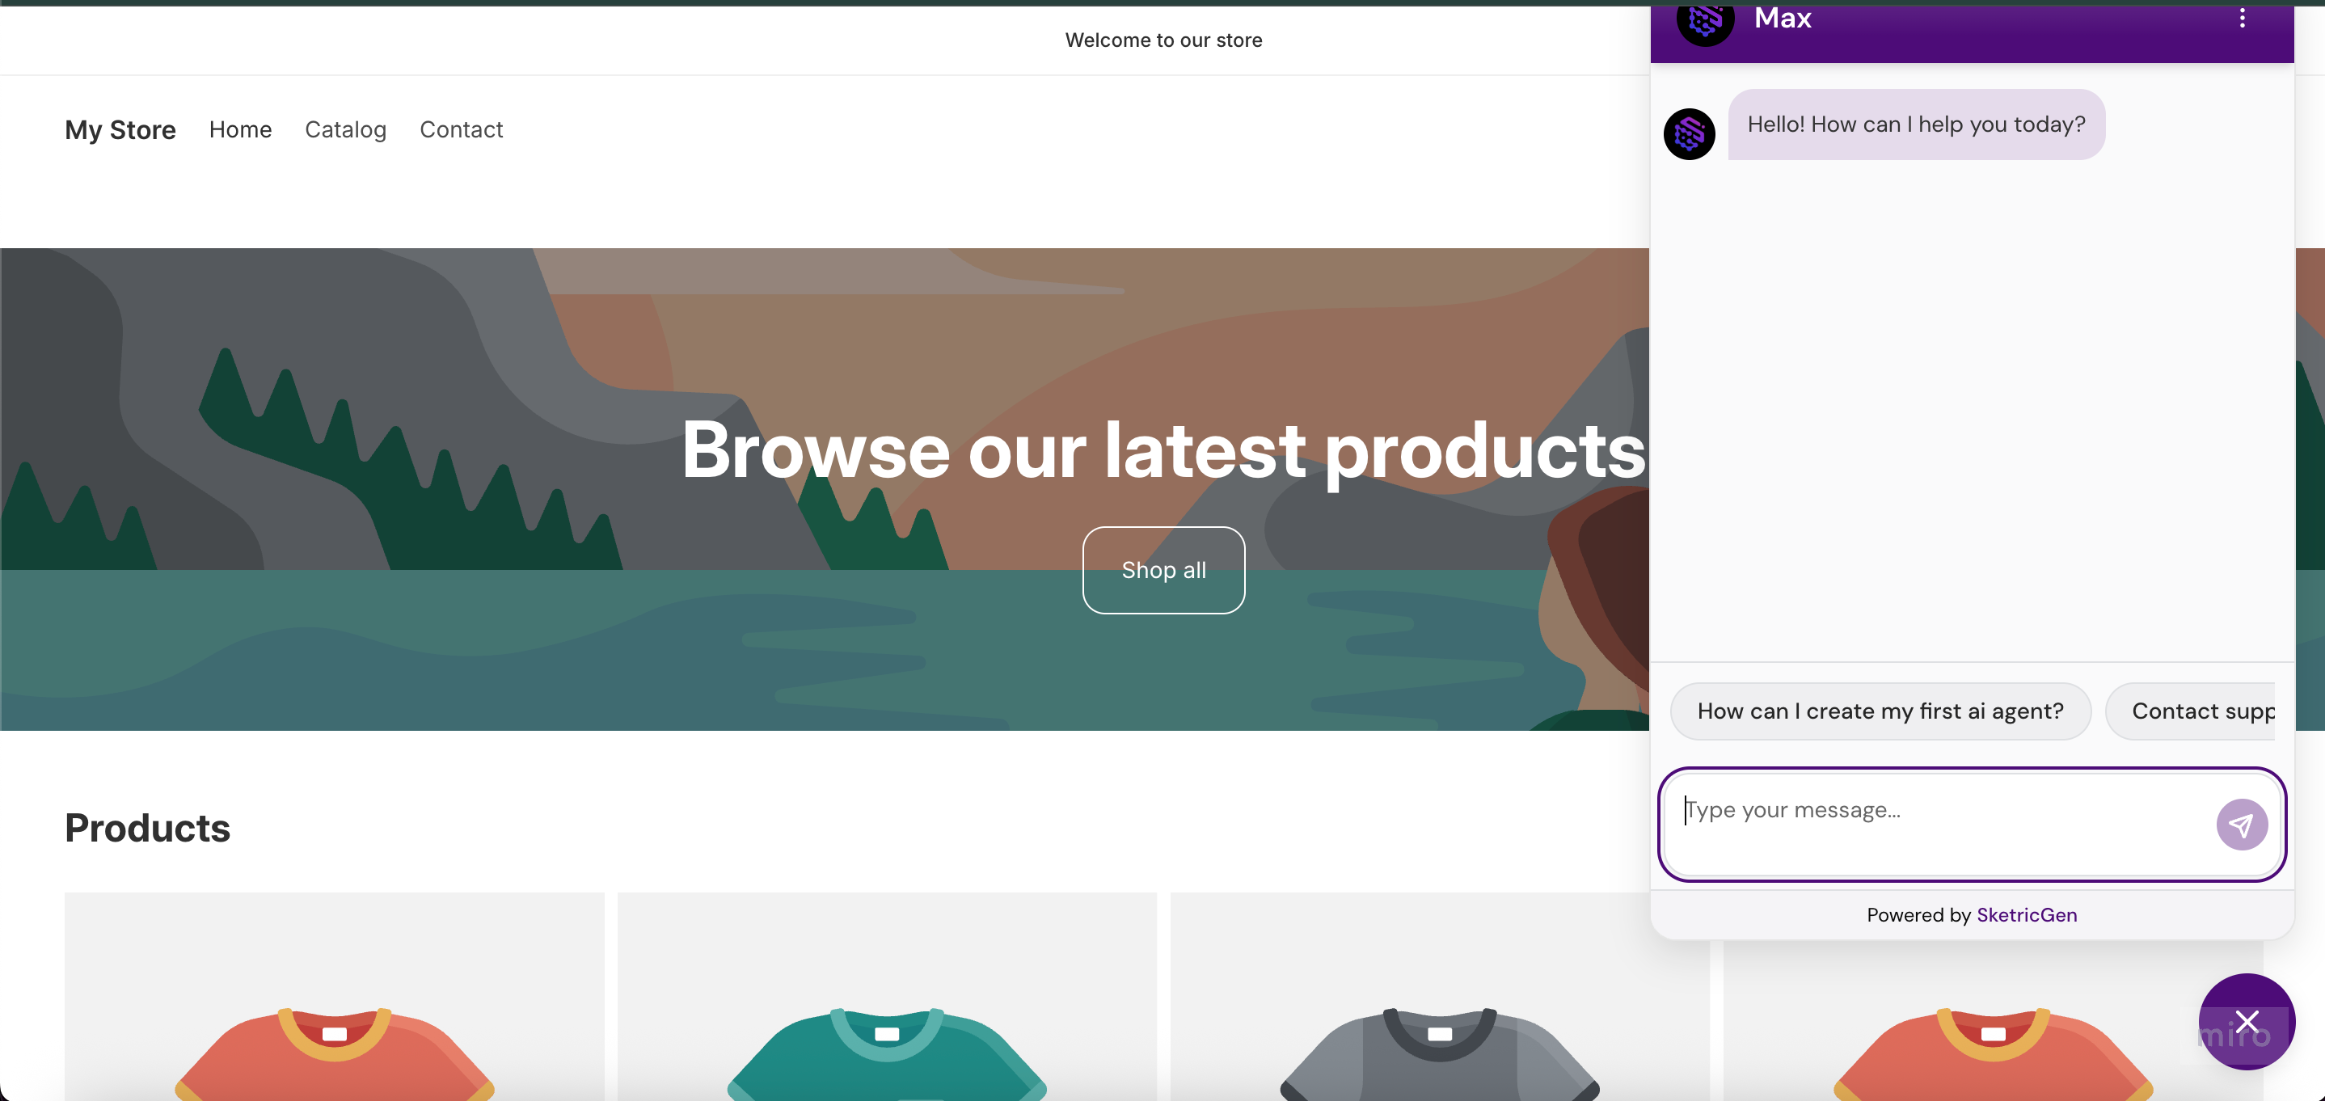 Welcome to our store
My Store
Home
Catalog
Contact
Browse our latest products
Shop all
Products
Max
Hello! How can I help you today?
How can I create my first ai agent?
Contact supp
Type your message...
Powered by SketricGen
miro